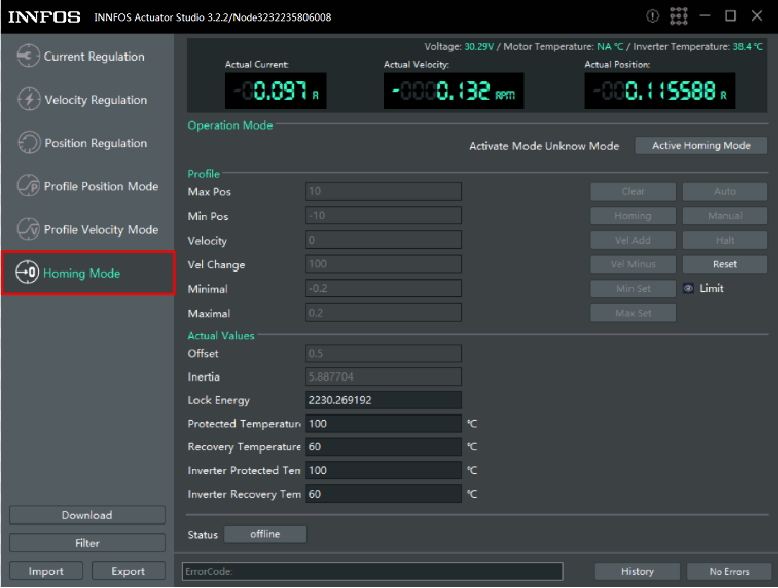 INNFOS INNFOS Actuator Studio 3.2.2/Node3232235806008
Current Regulation
Velocity Regulation
Position Regulation
Profile Position Mode
Profile Velocity Mode
Homing Mode
Download
Filter
Import Export
Voltage: 30.29V / Motor Temperature: NA ℃ / Inverter Temperature: 38.4 ℃
Actual Current: Actual Velocity: Actual Position:
-000.097 A -0000.132 RPM -000.115588 R
Operation Mode
Activate Mode Unknow Mode Active Homing Mode
Profile
Max Pos 10 Clear Auto
Min Pos -10 Homing Manual
Velocity 0 Vel Add Halt
Vel Change 100 Vel Minus Reset
Minimal -0.2 Min Set Limit
Maximal 0.2 Max Set
Actual Values
Offset 0.5
Inertia 5.887704
Lock Energy 2230.269192
Protected Temperature 100 ℃
Recovery Temperature 60 ℃
Inverter Protected Tem 100 ℃
Inverter Recovery Tem 60 ℃
Status offline
ErrorCode: History No Errors